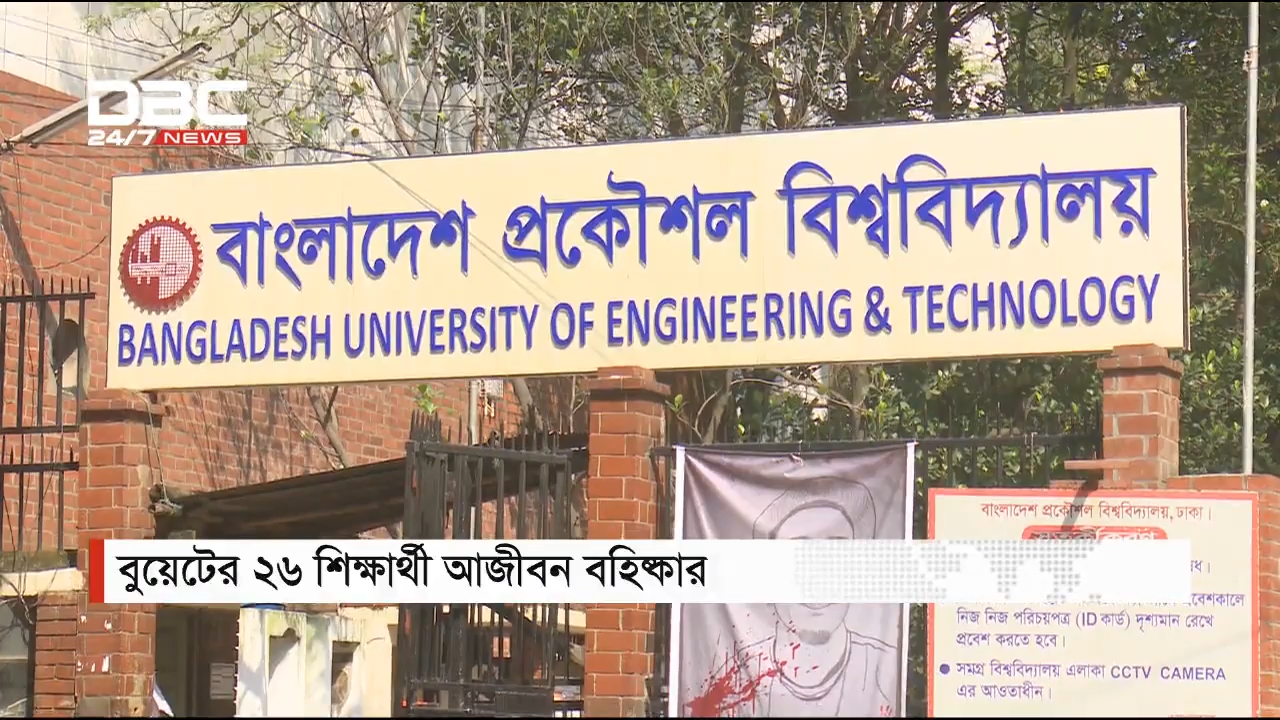 DBC
24/7 NEWS
বাংলাদেশ প্রকৌশল বিশ্ববিদ্যালয়
BANGLADESH UNIVERSITY OF ENGINEERING & TECHNOLOGY
বাংলাদেশ প্রকৌশল বিশ্ববিদ্যালয়, ঢাকা।
বুয়েটের ২৬ শিক্ষার্থী আজীবন বহিষ্কার
নিজ নিজ পরিচয়পত্র (ID কার্ড) দৃশ্যমান রেখে
প্রবেশ করতে হবে।
● সমগ্র বিশ্ববিদ্যালয় এলাকা CCTV CAMERA
এর আওতাধীন।